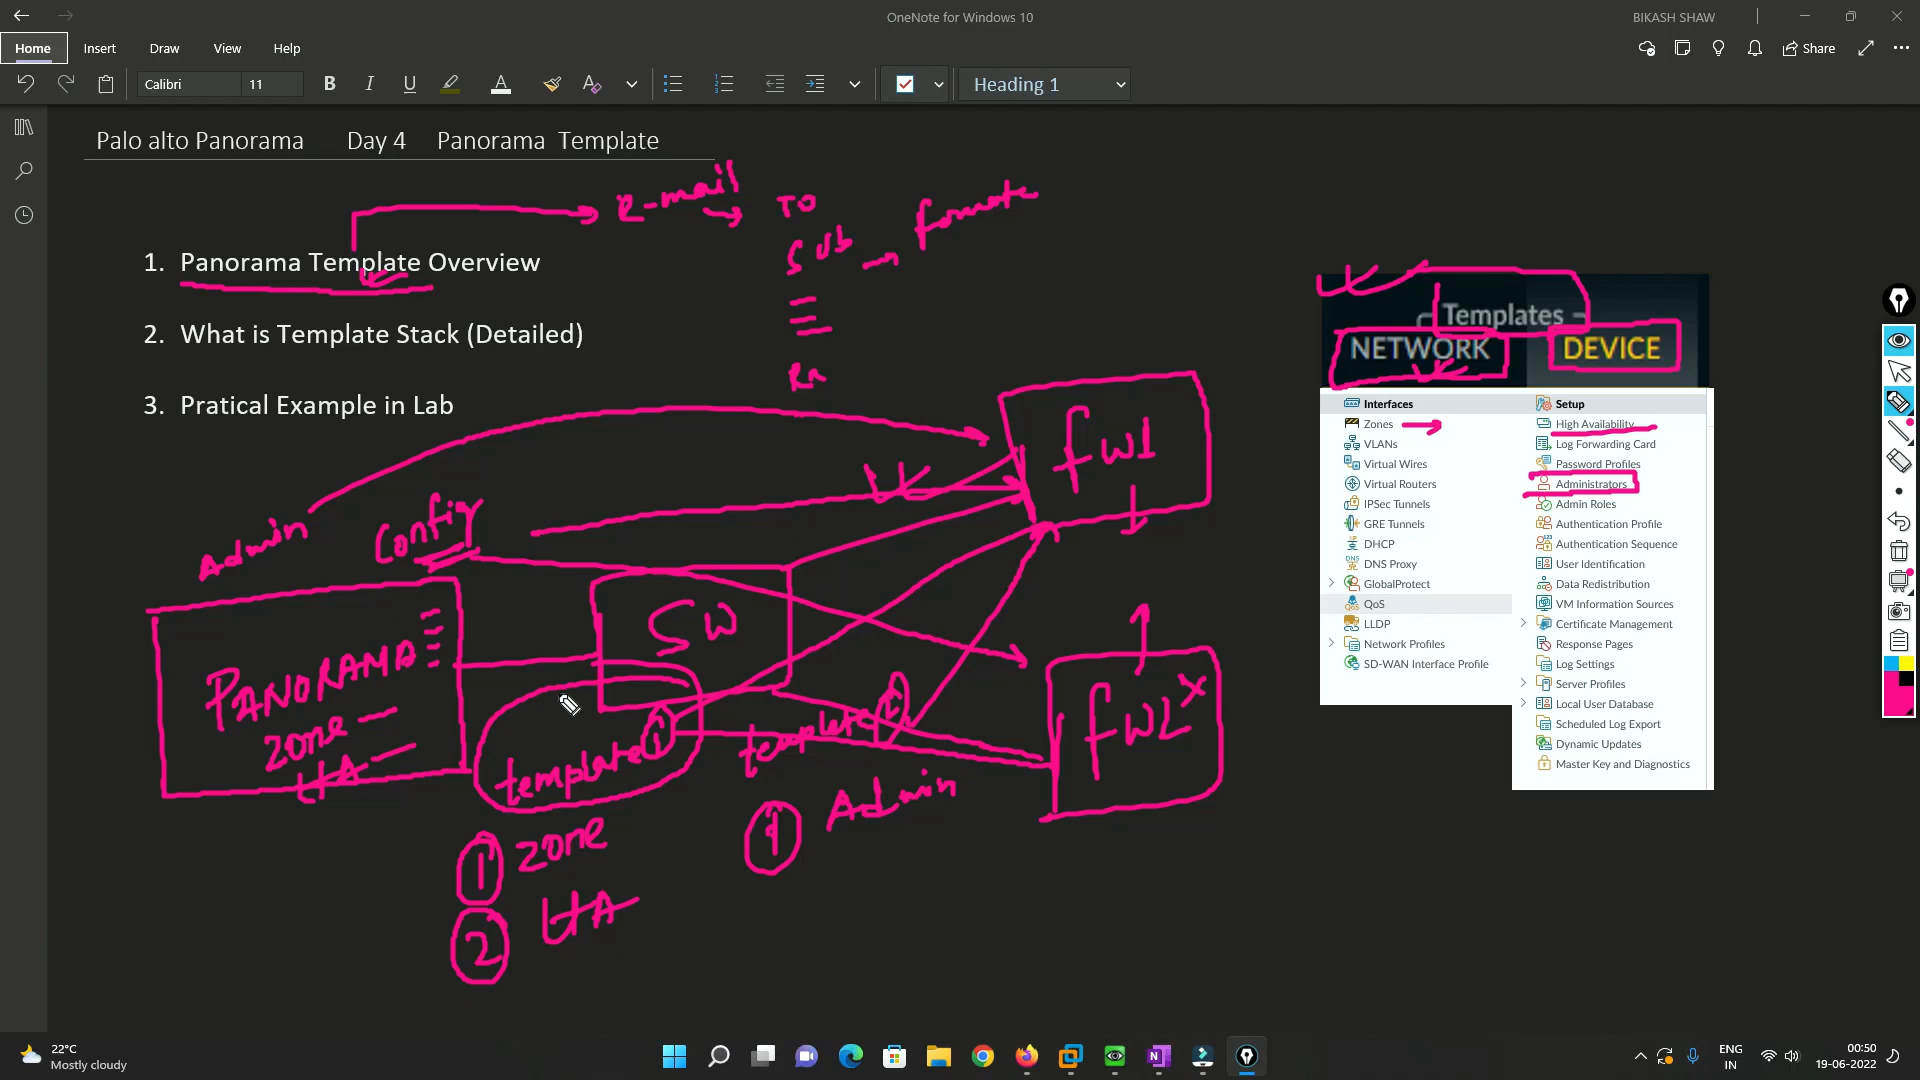 OneNote for Windows 10
BIKASH SHAW
Home
Insert
Draw
View
Help
Share
Calibri
11
B
I
U
A
A
Heading 1
Palo alto Panorama Day 4 Panorama Template
E-mail
TO
Sub
formate
1. Panorama Template Overview
2. What is Template Stack (Detailed)
3. Pratical Example in Lab
Templates
NETWORK
DEVICE
Interfaces
Zones
VLANs
Virtual Wires
Virtual Routers
IPSec Tunnels
GRE Tunnels
DHCP
DNS Proxy
GlobalProtect
QoS
LLDP
Network Profiles
SD-WAN Interface Profile
Setup
High Availability
Log Forwarding Card
Password Profiles
Administrators
Admin Roles
Authentication Profile
Authentication Sequence
User Identification
Data Redistribution
VM Information Sources
Certificate Management
Response Pages
Log Settings
Server Profiles
Local User Database
Scheduled Log Export
Dynamic Updates
Master Key and Diagnostics
fw1
Admin
Config
SW
PANORAMA
zone
HA
fw2
template 1
template 2
1 zone
2 HA
1 Admin
22°C
Mostly cloudy
ENG
IN
00:50
19-06-2022